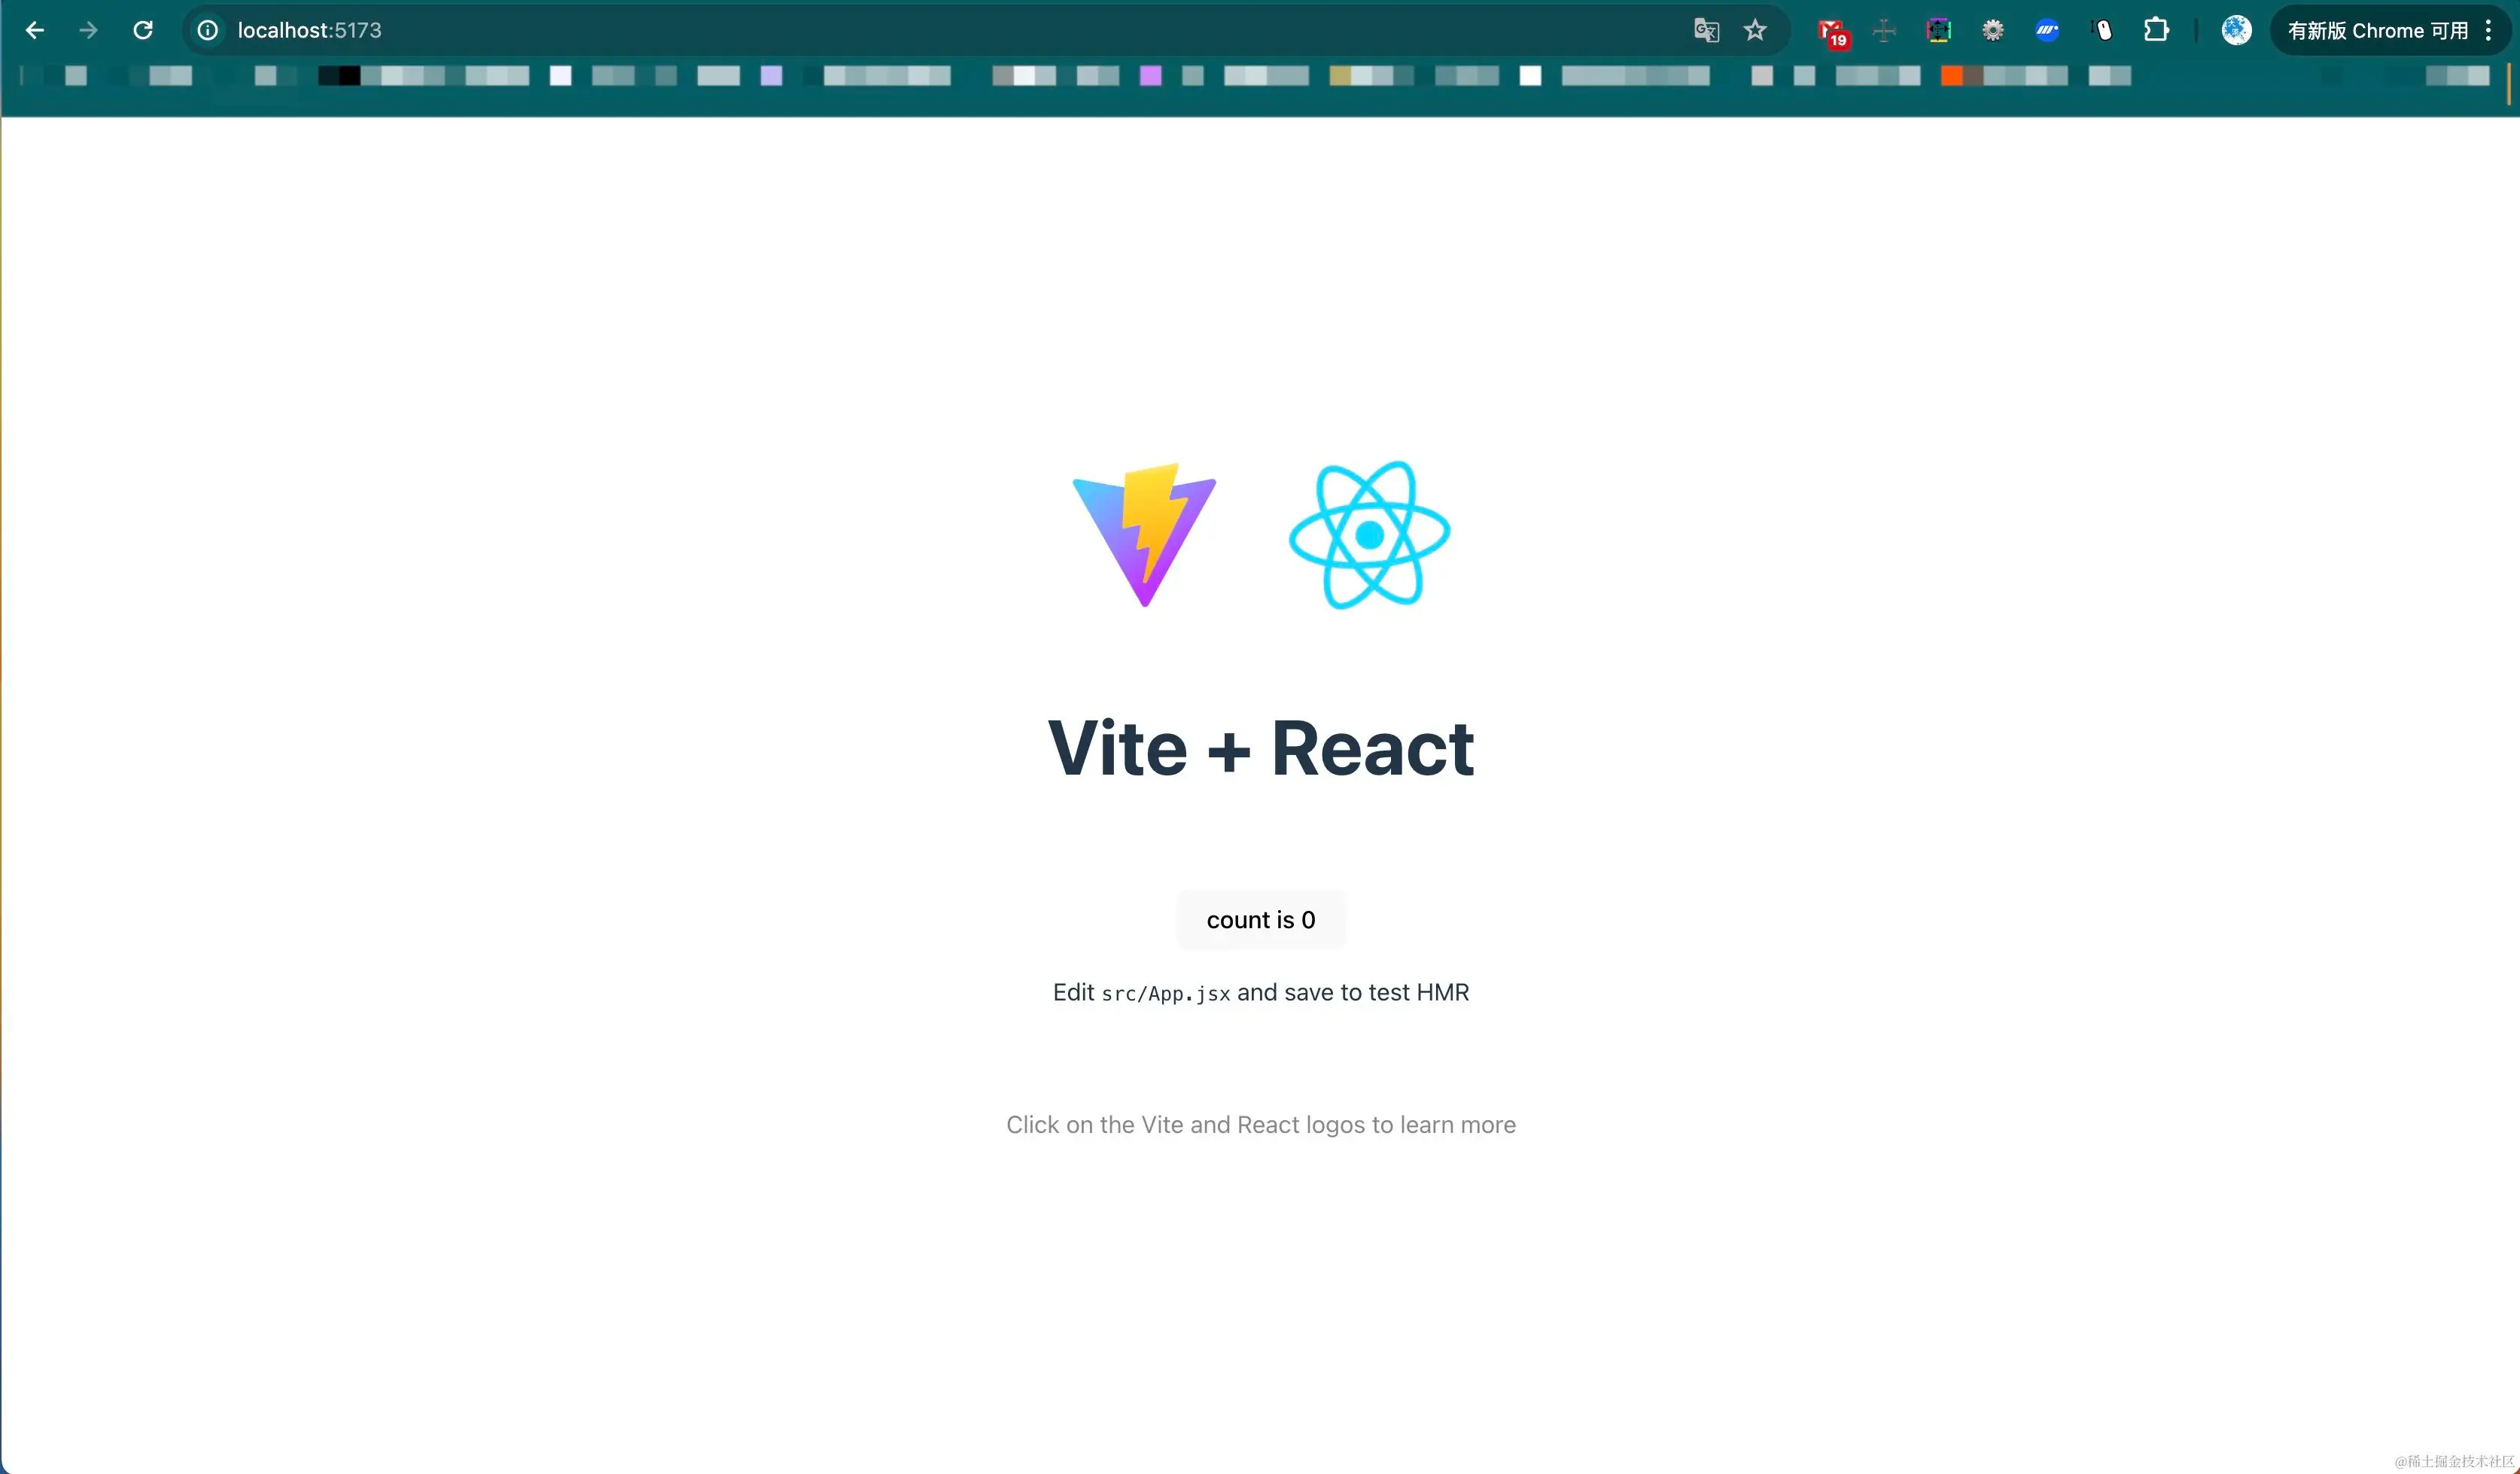 localhost:5173
19
有新版 Chrome 可用
Vite + React
count is 0
Edit src/App.jsx and save to test HMR
Click on the Vite and React logos to learn more
@稀土掘金技术社区